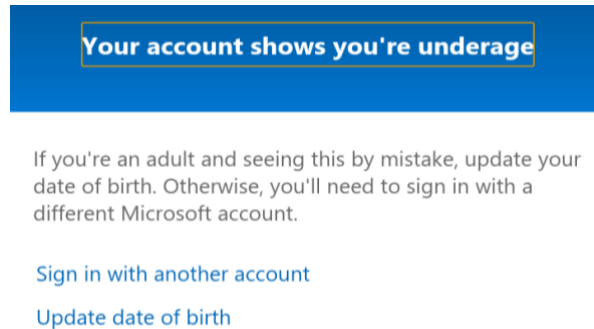 Your account shows you're underage
If you're an adult and seeing this by mistake, update your
date of birth. Otherwise, you'll need to sign in with a
different Microsoft account.
Sign in with another account
Update date of birth